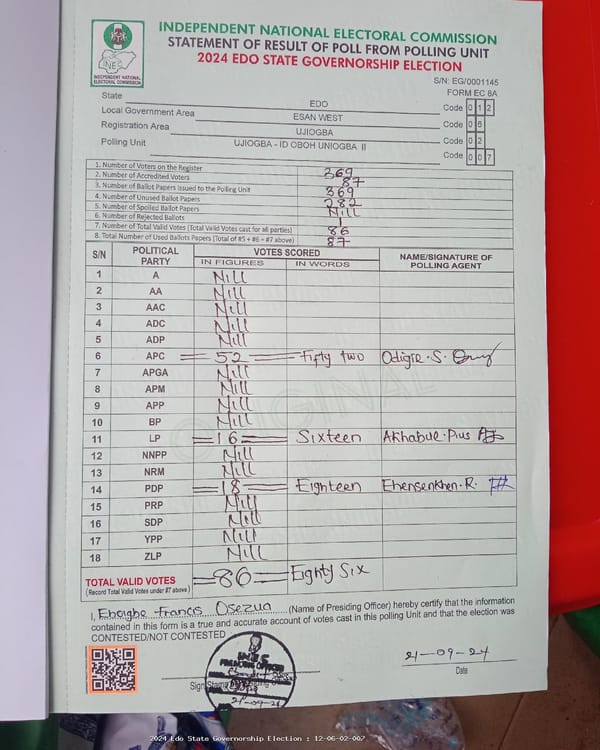 INDEPENDENT NATIONAL ELECTORAL COMMISSION
STATEMENT OF RESULT OF POLL FROM POLLING UNIT
2024 EDO STATE GOVERNORSHIP ELECTION
INEC
INDEPENDENT NATIONAL ELECTORAL COMMISSION
S/N: EG/0001145
FORM EC 8A
State EDO Code 0 1 2
Local Government Area ESAN WEST Code 0 6
Registration Area UJIOGBA Code 0 2
Polling Unit UJIOGBA - ID OBOH UNIOGBA II Code 0 0 7
1. Number of Voters on the Register 369
2. Number of Accredited Voters 87
3. Number of Ballot Papers Issued to the Polling Unit 369
4. Number of Unused Ballot Papers 282
5. Number of Spoiled Ballot Papers Nill
6. Number of Rejected Ballots 1
7. Number of Total Valid Votes (Total Valid Votes cast for all parties) 86
8. Total Number of Used Ballots Papers (Total of #5 + #6 + #7 above) 87
S/N POLITICAL PARTY VOTES SCORED NAME/SIGNATURE OF POLLING AGENT
IN FIGURES IN WORDS
1 A Nill
2 AA Nill
3 AAC Nill
4 ADC Nill
5 ADP Nill
6 APC =52= Fifty two Odigie.S.
7 APGA Nill
8 APM Nill
9 APP Nill
10 BP Nill
11 LP =16= Sixteen Akhabue.Pius
12 NNPP Nill
13 NRM Nill
14 PDP =18= Eighteen Ehensenkhen.R.
15 PRP Nill
16 SDP Nill
17 YPP Nill
18 ZLP Nill
ORIGINAL
TOTAL VALID VOTES =86= Eighty Six
(Record Total Valid Votes under #7 above)
I, Ebeigbe Francis Osezua (Name of Presiding Officer) hereby certify that the information
contained in this form is a true and accurate account of votes cast in this polling Unit and that the election was
CONTESTED/NOT CONTESTED
INEC
PRESIDING OFFICER
21-09-24
Sign
Date
21-09-24
2024 Edo State Governorship Election : 12-06-02-007